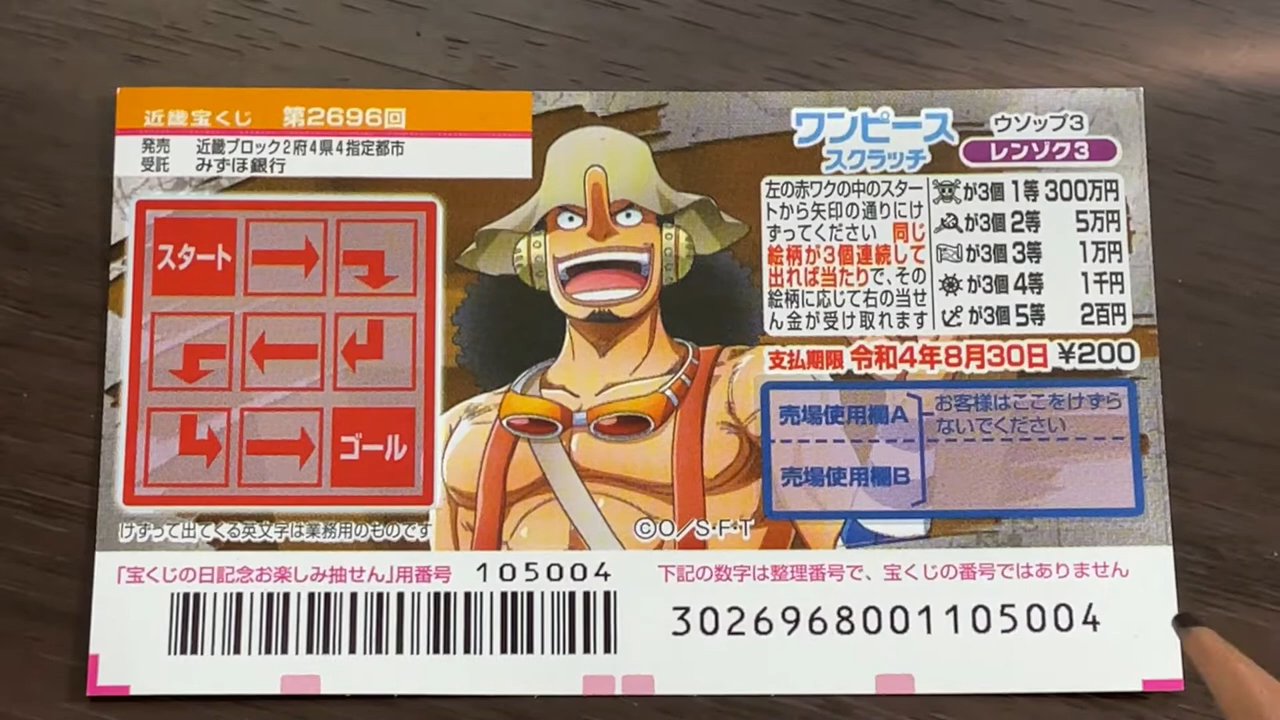 近畿宝くじ 第2696回
発売 近畿ブロック2府4県4指定都市
受託 みずほ銀行
スタート
ゴール
けずって出てくる英文字は業務用のものです
ワンピース
スクラッチ
ウソップ3
レンゾク3
左の赤ワクの中のスター
トから矢印の通りにけ
ずってください 同じ
絵柄が3個連続して
出れば当たりで、その
絵柄に応じて右の当せ
ん金が受け取れます
が3個 1等 300万円
が3個 2等 5万円
が3個 3等 1万円
が3個 4等 1千円
が3個 5等 2百円
支払期限 令和4年8月30日 ¥200
売場使用欄A
お客様はここをけずら
ないでください
売場使用欄B
©O/S・F・T
「宝くじの日記念お楽しみ抽せん」用番号 105004
下記の数字は整理番号で、宝くじの番号ではありません
3026968001105004